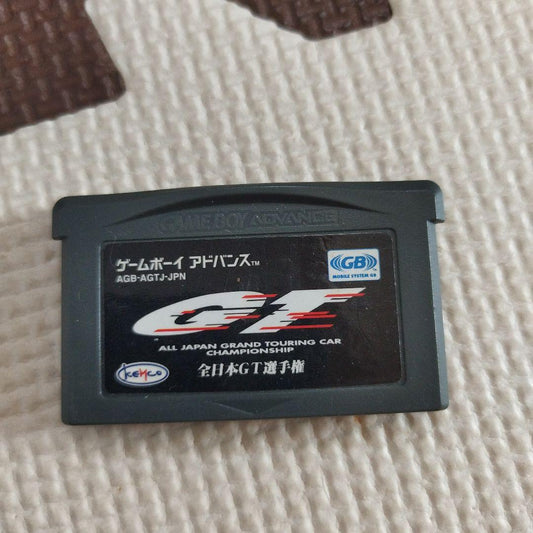 GAME BOY ADVANCE
ゲームボーイ アドバンス™
AGB-AGTJ-JPN
GB™
MOBILE SYSTEM GB
GT
ALL JAPAN GRAND TOURING CAR
CHAMPIONSHIP
全日本GT選手権
KEMCO